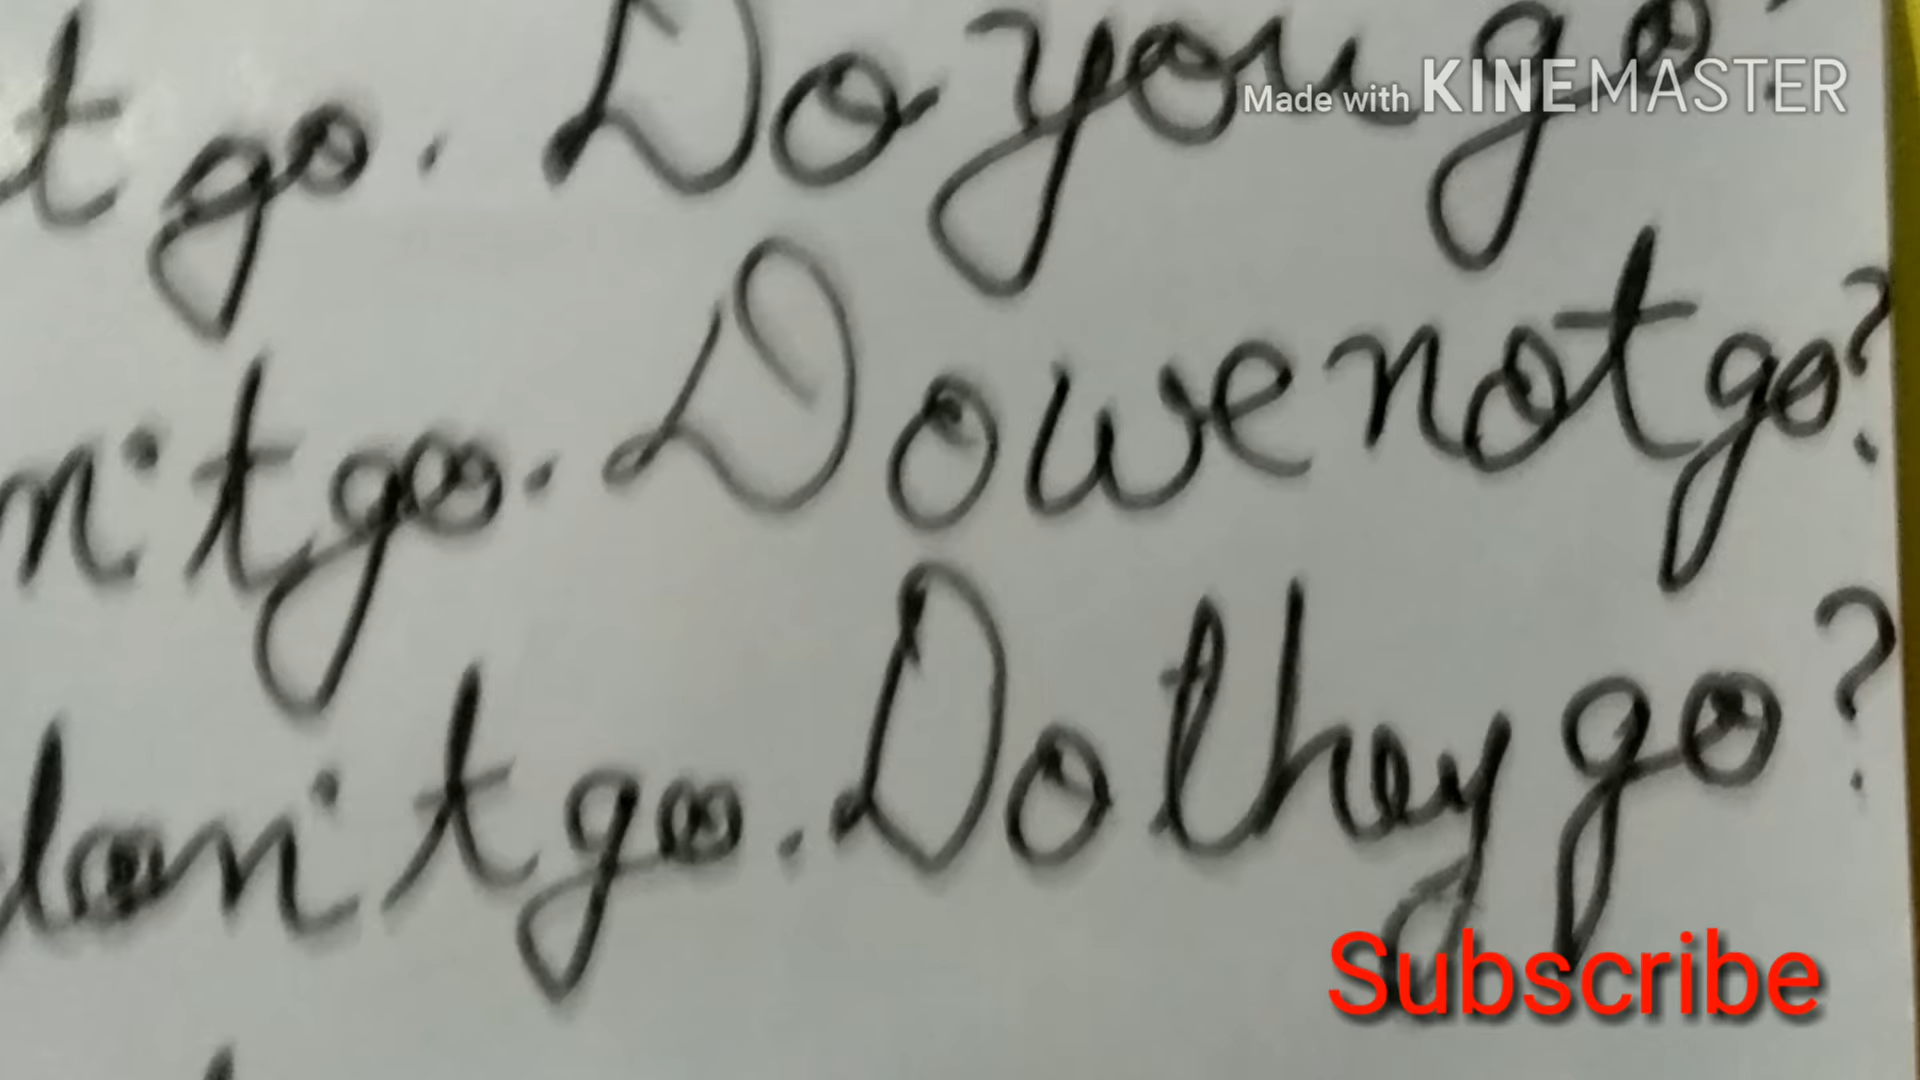 t go. Do you go?
Made with KINEMASTER
n't go. Do we not go?
don't go. Do they go?
Subscribe